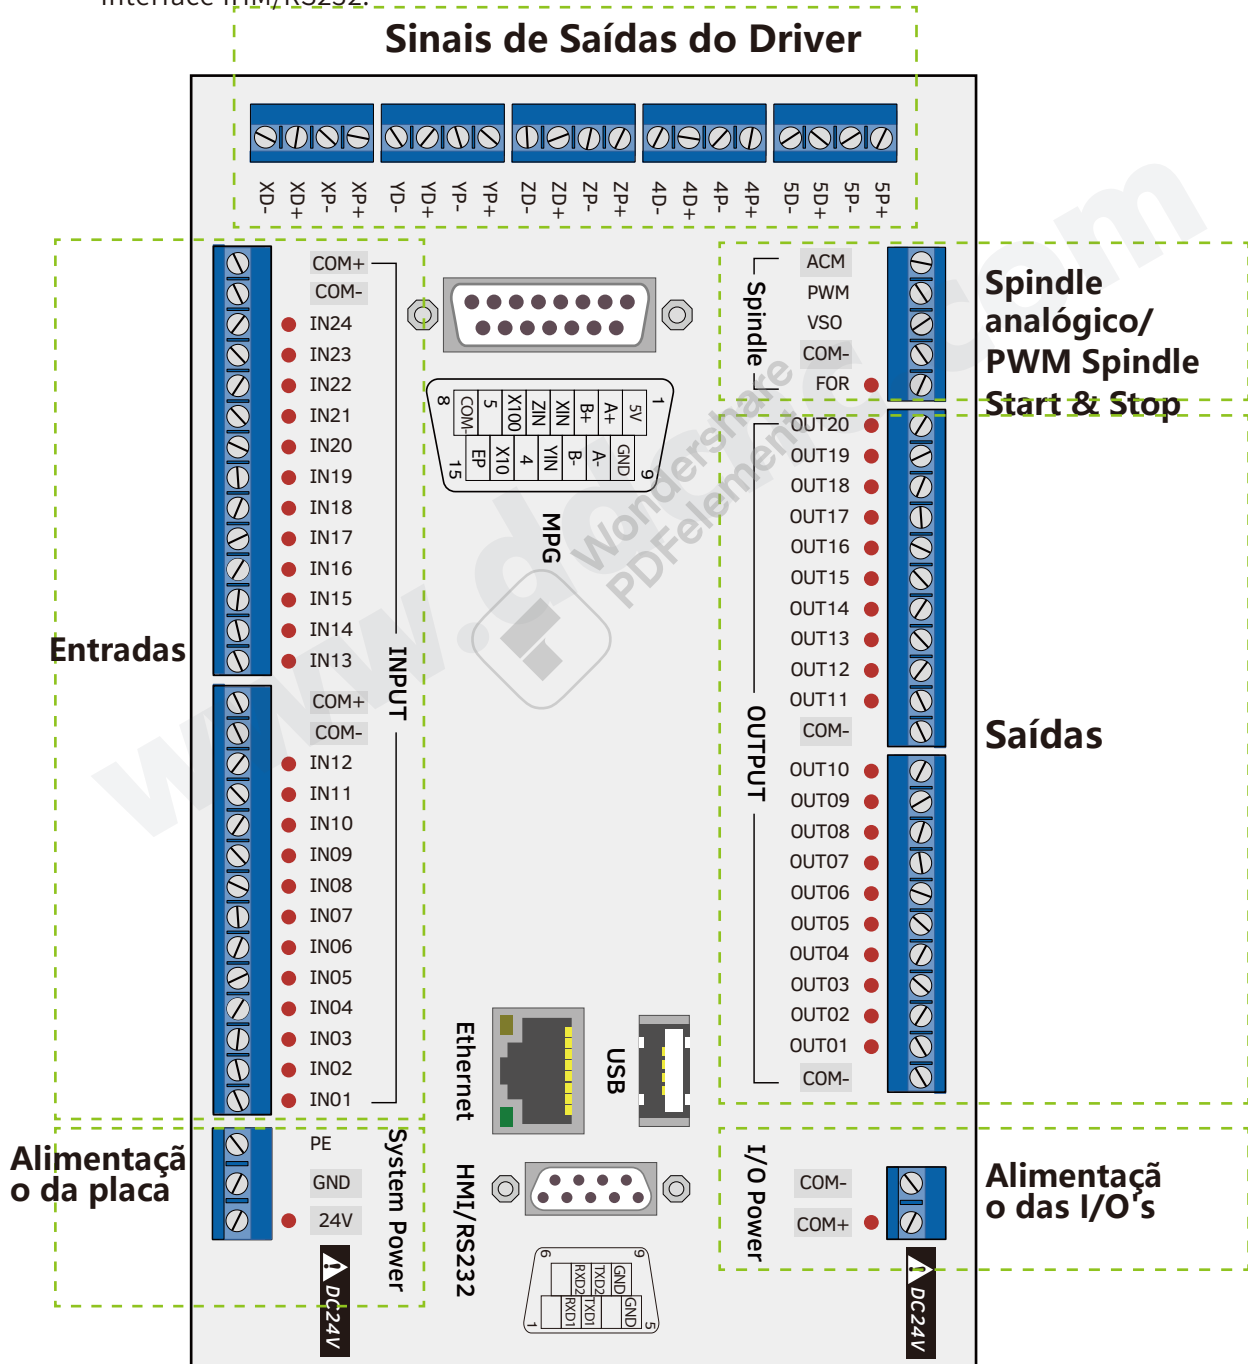 Interface IHM/RS232.
Sinais de Saídas do Driver
XD-
XD+
XP-
XP+
YD-
YD+
YP-
YP+
ZD-
ZD+
ZP-
ZP+
4D-
4D+
4P-
4P+
5D-
5D+
5P-
5P+
Entradas
COM+
COM-
IN24
IN23
IN22
IN21
IN20
IN19
IN18
IN17
IN16
IN15
IN14
IN13
COM+
COM-
IN12
IN11
IN10
IN09
IN08
IN07
IN06
IN05
IN04
IN03
IN02
IN01
INPUT
Alimentaçã
o da placa
PE
GND
24V
System Power
DC24V
1
5V
A+
B+
XIN
ZIN
X100
5
COM-
8
9
GND
A-
B-
YIN
4
X10
EP
15
MPG
Ethernet
USB
HMI/RS232
6
RXD2
TXD2
GND
9
1
RXD1
TXD1
GND
5
Spindle
ACM
PWM
VSO
COM-
FOR
Spindle
analógico/
PWM Spindle
Start & Stop
OUT20
OUT19
OUT18
OUT17
OUT16
OUT15
OUT14
OUT13
OUT12
OUT11
COM-
OUT10
OUT09
OUT08
OUT07
OUT06
OUT05
OUT04
OUT03
OUT02
OUT01
COM-
OUTPUT
Saídas
I/O Power
COM-
COM+
DC24V
Alimentaçã
o das I/O's
Wondershare
PDFelement